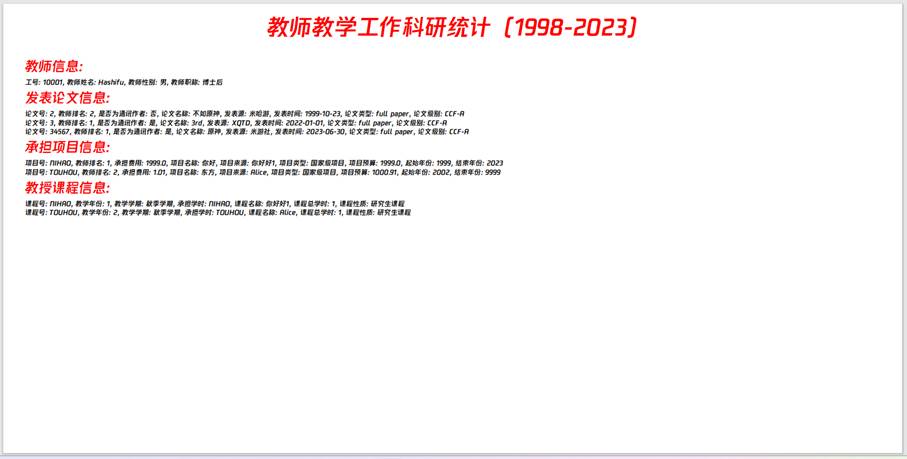 教师教学工作科研统计（1998-2023）
教师信息:
工号: 10001, 教师姓名: Hashifu, 教师性别: 男, 教师职称: 博士后
发表论文信息:
论文号: 2, 教师排名: 2, 是否为通讯作者: 否, 论文名称: 不如原神, 发表源: 米哈游, 发表时间: 1999-10-23, 论文类型: full paper, 论文级别: CCF-A
论文号: 3, 教师排名: 1, 是否为通讯作者: 是, 论文名称: 3rd, 发表源: XQTD, 发表时间: 2022-01-01, 论文类型: full paper, 论文级别: CCF-A
论文号: 34567, 教师排名: 1, 是否为通讯作者: 是, 论文名称: 原神, 发表源: 米游社, 发表时间: 2023-06-30, 论文类型: full paper, 论文级别: CCF-A
承担项目信息:
项目号: NIHAO, 教师排名: 1, 承担费用: 1999.0, 项目名称: 你好, 项目来源: 你好好1, 项目类型: 国家级项目, 项目预算: 1999.0, 起始年份: 1999, 结束年份: 2023
项目号: TOUHOU, 教师排名: 2, 承担费用: 1.01, 项目名称: 东方, 项目来源: Alice, 项目类型: 国家级项目, 项目预算: 1000.91, 起始年份: 2002, 结束年份: 9999
教授课程信息:
课程号: NIHAO, 教学年份: 1, 教学学期: 秋季学期, 承担学时: NIHAO, 课程名称: 你好好1, 课程总学时: 1, 课程性质: 研究生课程
课程号: TOUHOU, 教学年份: 2, 教学学期: 秋季学期, 承担学时: TOUHOU, 课程名称: Alice, 课程总学时: 1, 课程性质: 研究生课程